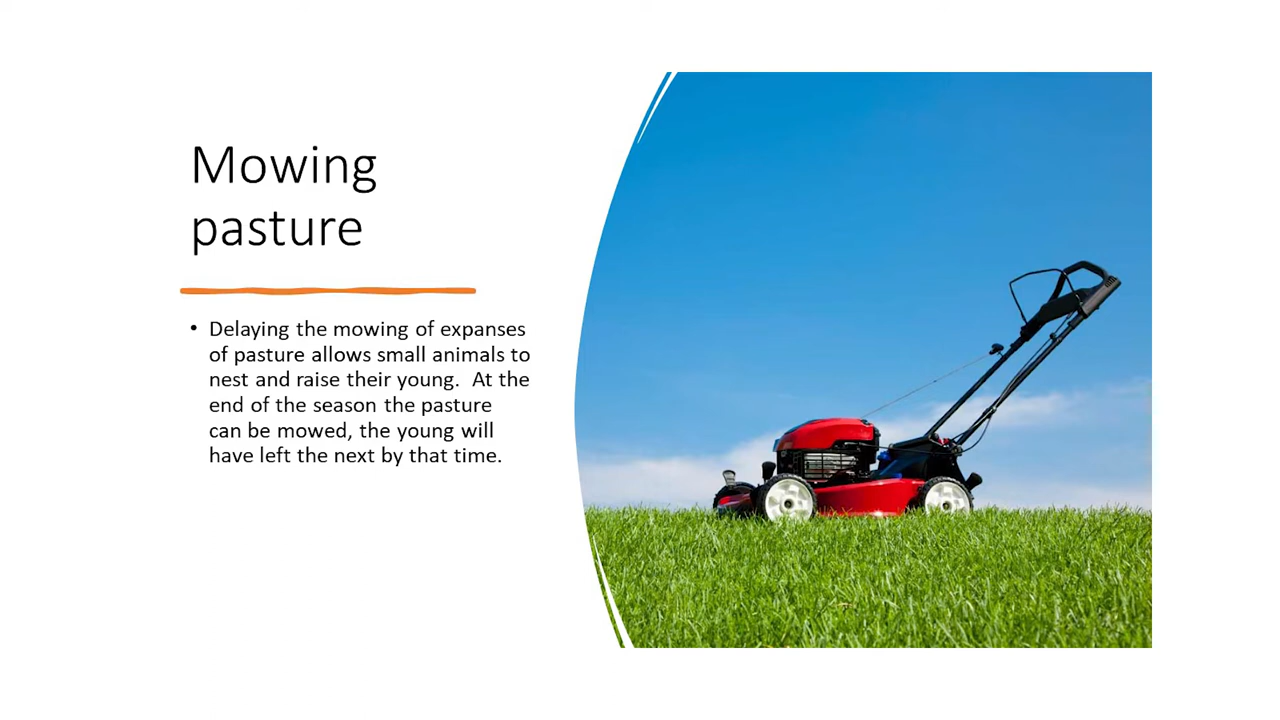 Mowing
pasture
• Delaying the mowing of expanses
of pasture allows small animals to
nest and raise their young.  At the
end of the season the pasture
can be mowed, the young will
have left the next by that time.